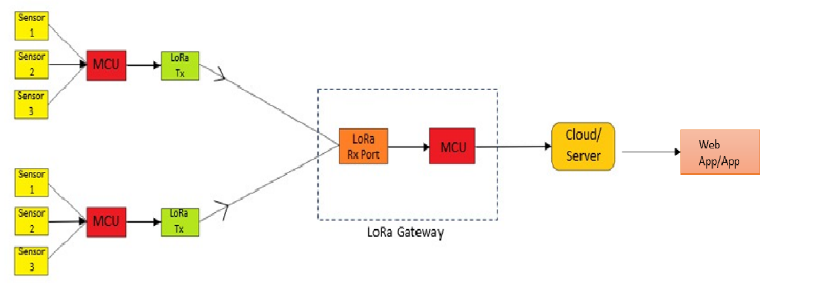 Sensor
1
Sensor
2
Sensor
3
MCU
LoRa
Tx
LoRa
Rx Port
MCU
LoRa Gateway
Cloud/
Server
Web
App/App
Sensor
1
Sensor
2
Sensor
3
MCU
LoRa
Tx